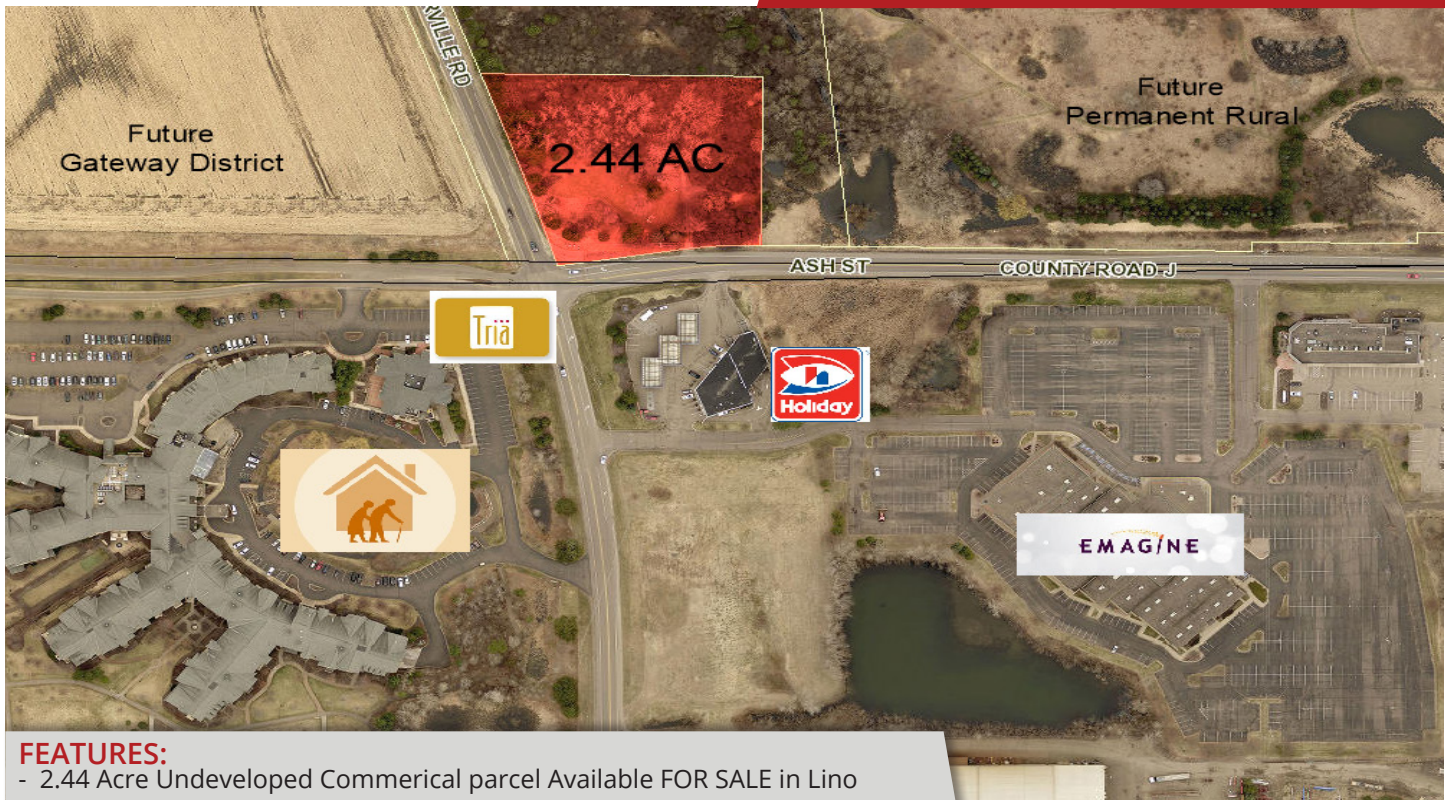 RVILLE RD
Future
Gateway District
2.44 AC
Future
Permanent Rural
ASH ST
COUNTY ROAD J
Tria
Holiday
EMAGINE
FEATURES:
- 2.44 Acre Undeveloped Commerical parcel Available FOR SALE in Lino